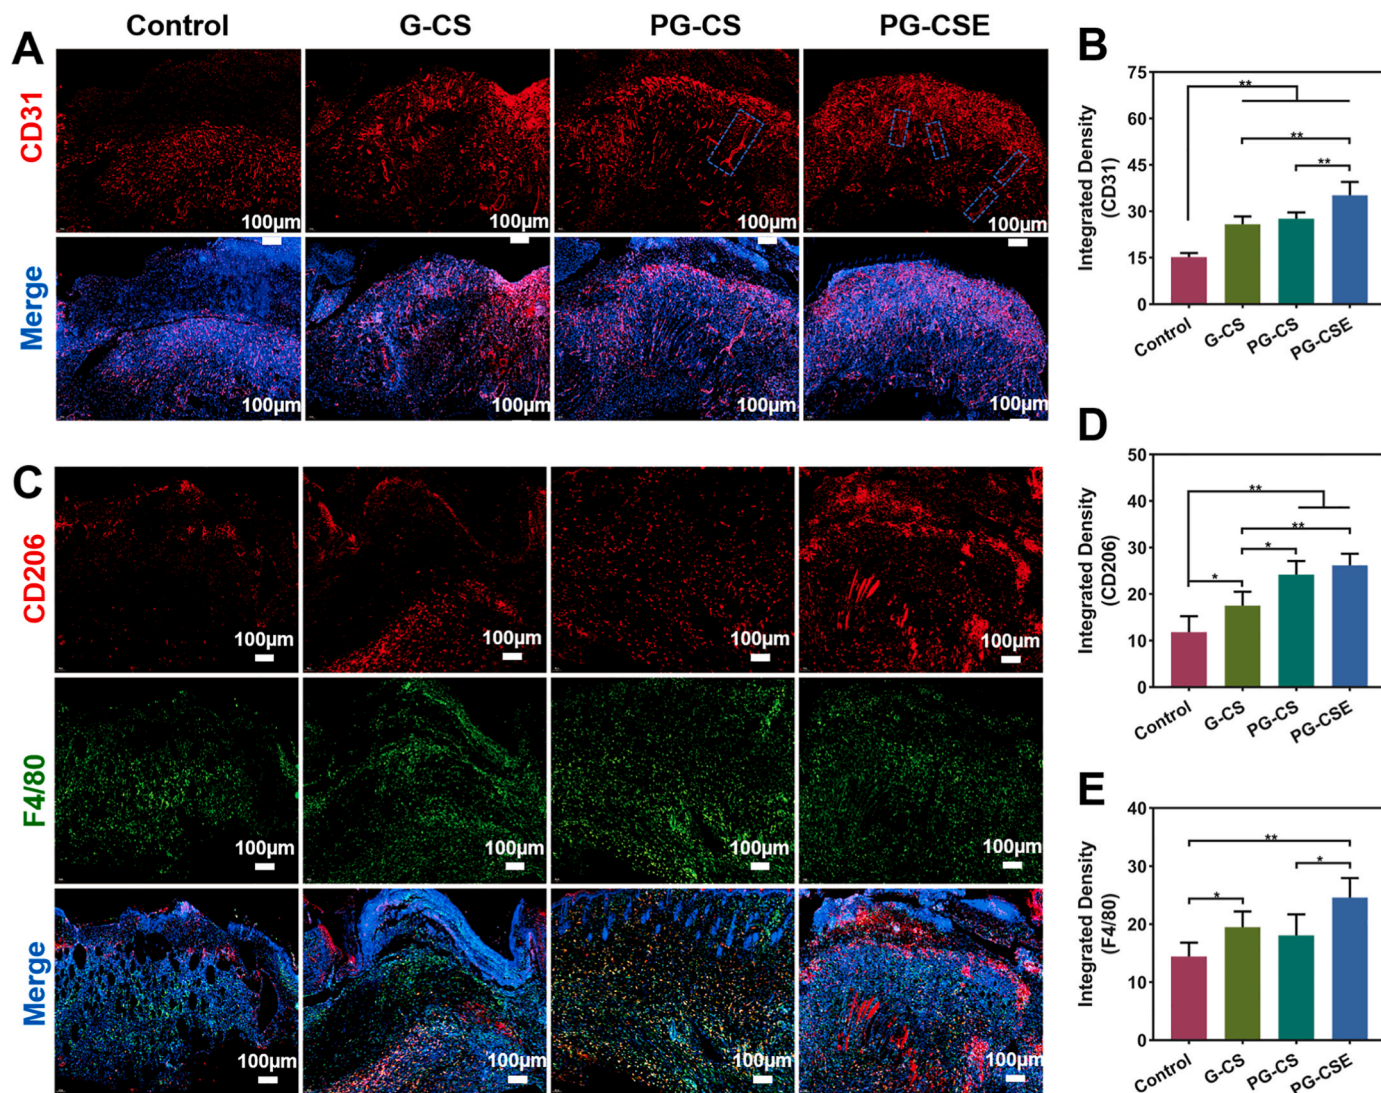 Control G-CS PG-CS PG-CSE
A
CD31
100μm 100μm 100μm 100μm
Merge
100μm 100μm 100μm 100μm
B
Integrated Density
(CD31)
75
60
45
30
15
0
**
**
**
Control G-CS PG-CS PG-CSE
C
CD206
100μm 100μm 100μm 100μm
F4/80
100μm 100μm 100μm 100μm
Merge
100μm 100μm 100μm 100μm
D
Integrated Density
(CD206)
50
40
30
20
10
0
**
**
*
*
Control G-CS PG-CS PG-CSE
E
Integrated Density
(F4/80)
40
30
20
10
0
**
*
*
Control G-CS PG-CS PG-CSE